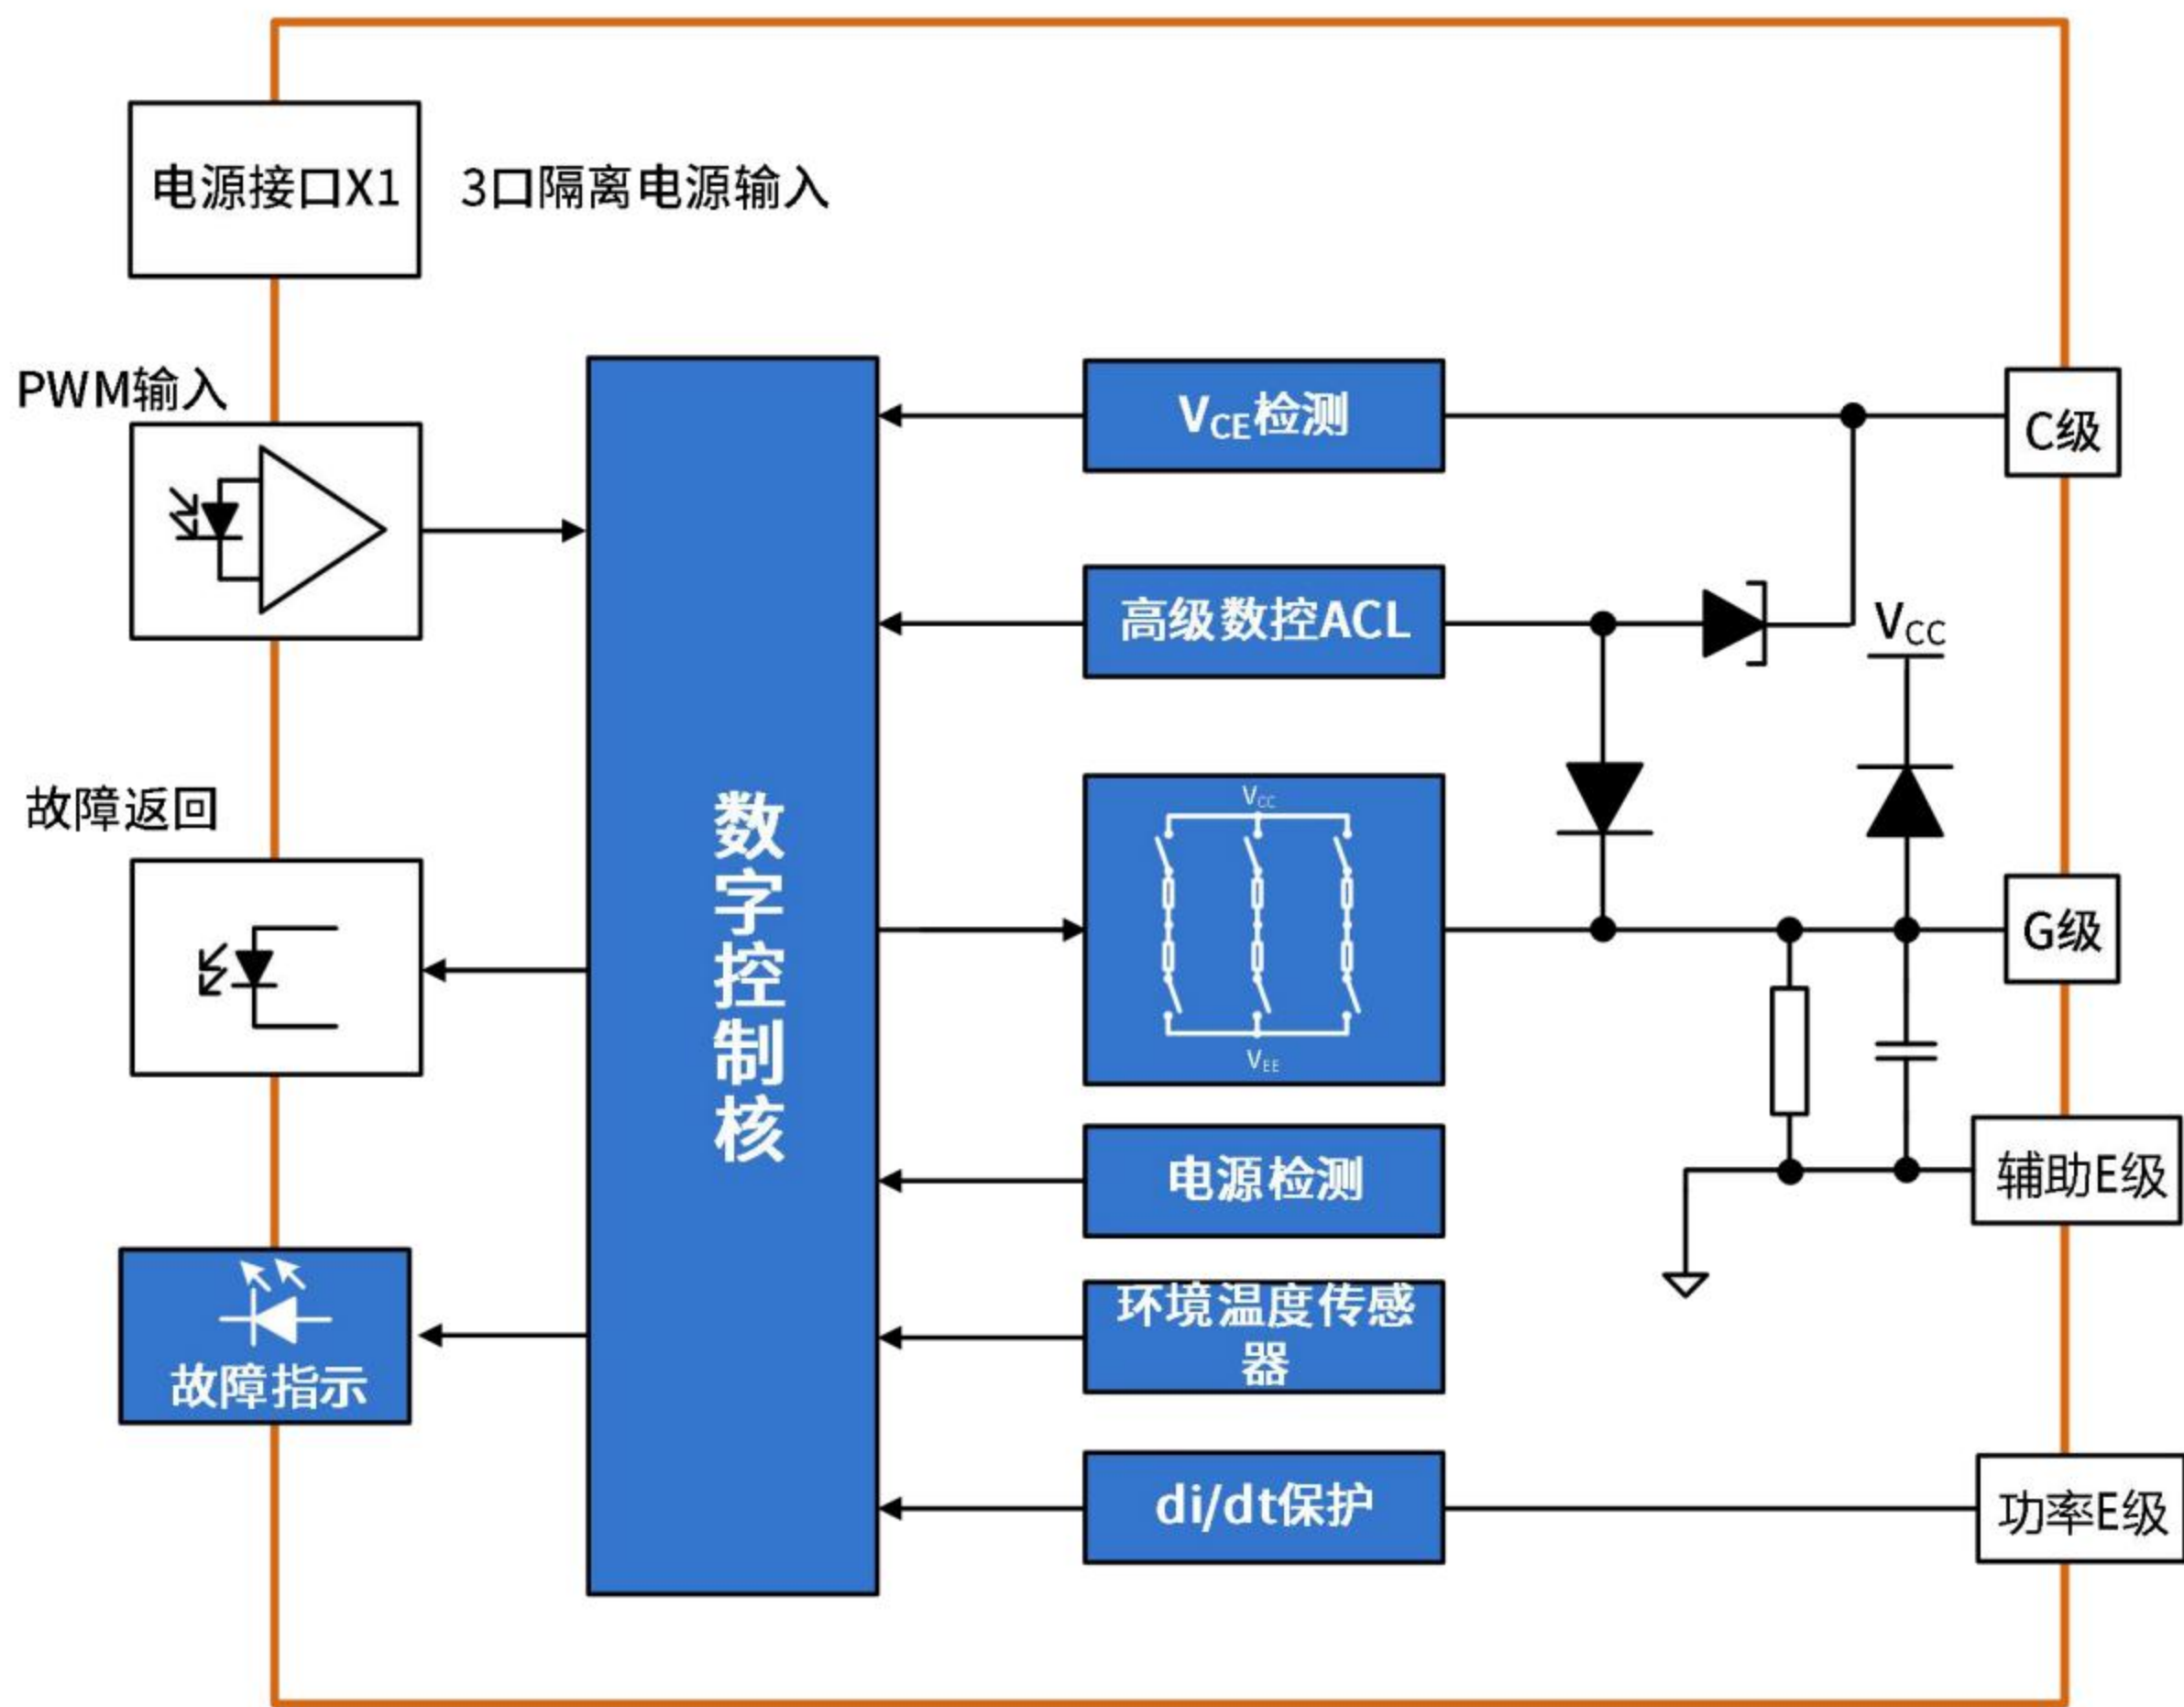 电源接口X1
3口隔离电源输入
PWM输入
VCE检测
C级
高级数控ACL
VCC
故障返回
数字控制核
VCC
VEE
G级
电源检测
辅助E级
环境温度传感
器
故障指示
di/dt保护
功率E级